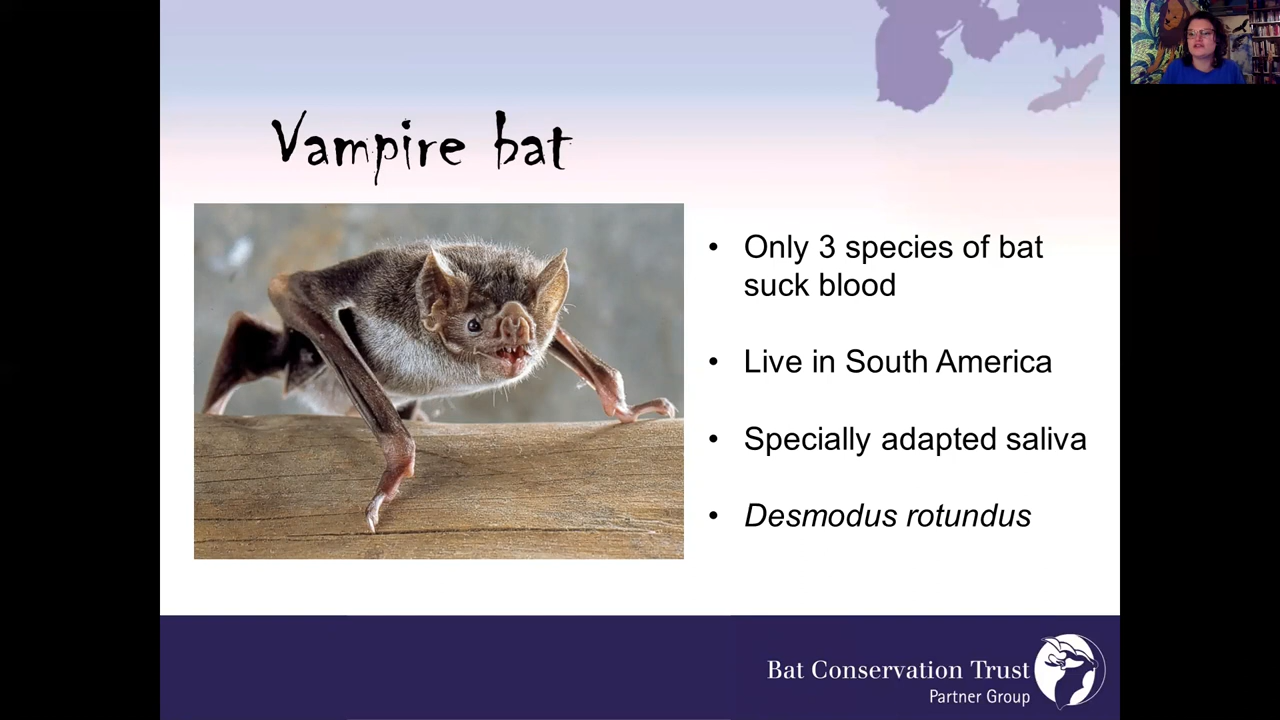 Vampire bat
• Only 3 species of bat
suck blood
• Live in South America
• Specially adapted saliva
• Desmodus rotundus
Bat Conservation Trust
Partner Group